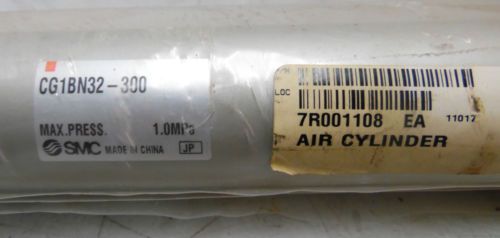 CG1BN32-300
MAX.PRESS. 1.0MPa
SMC MADE IN CHINA JP
LOC
7R001108 EA 11017
AIR CYLINDER